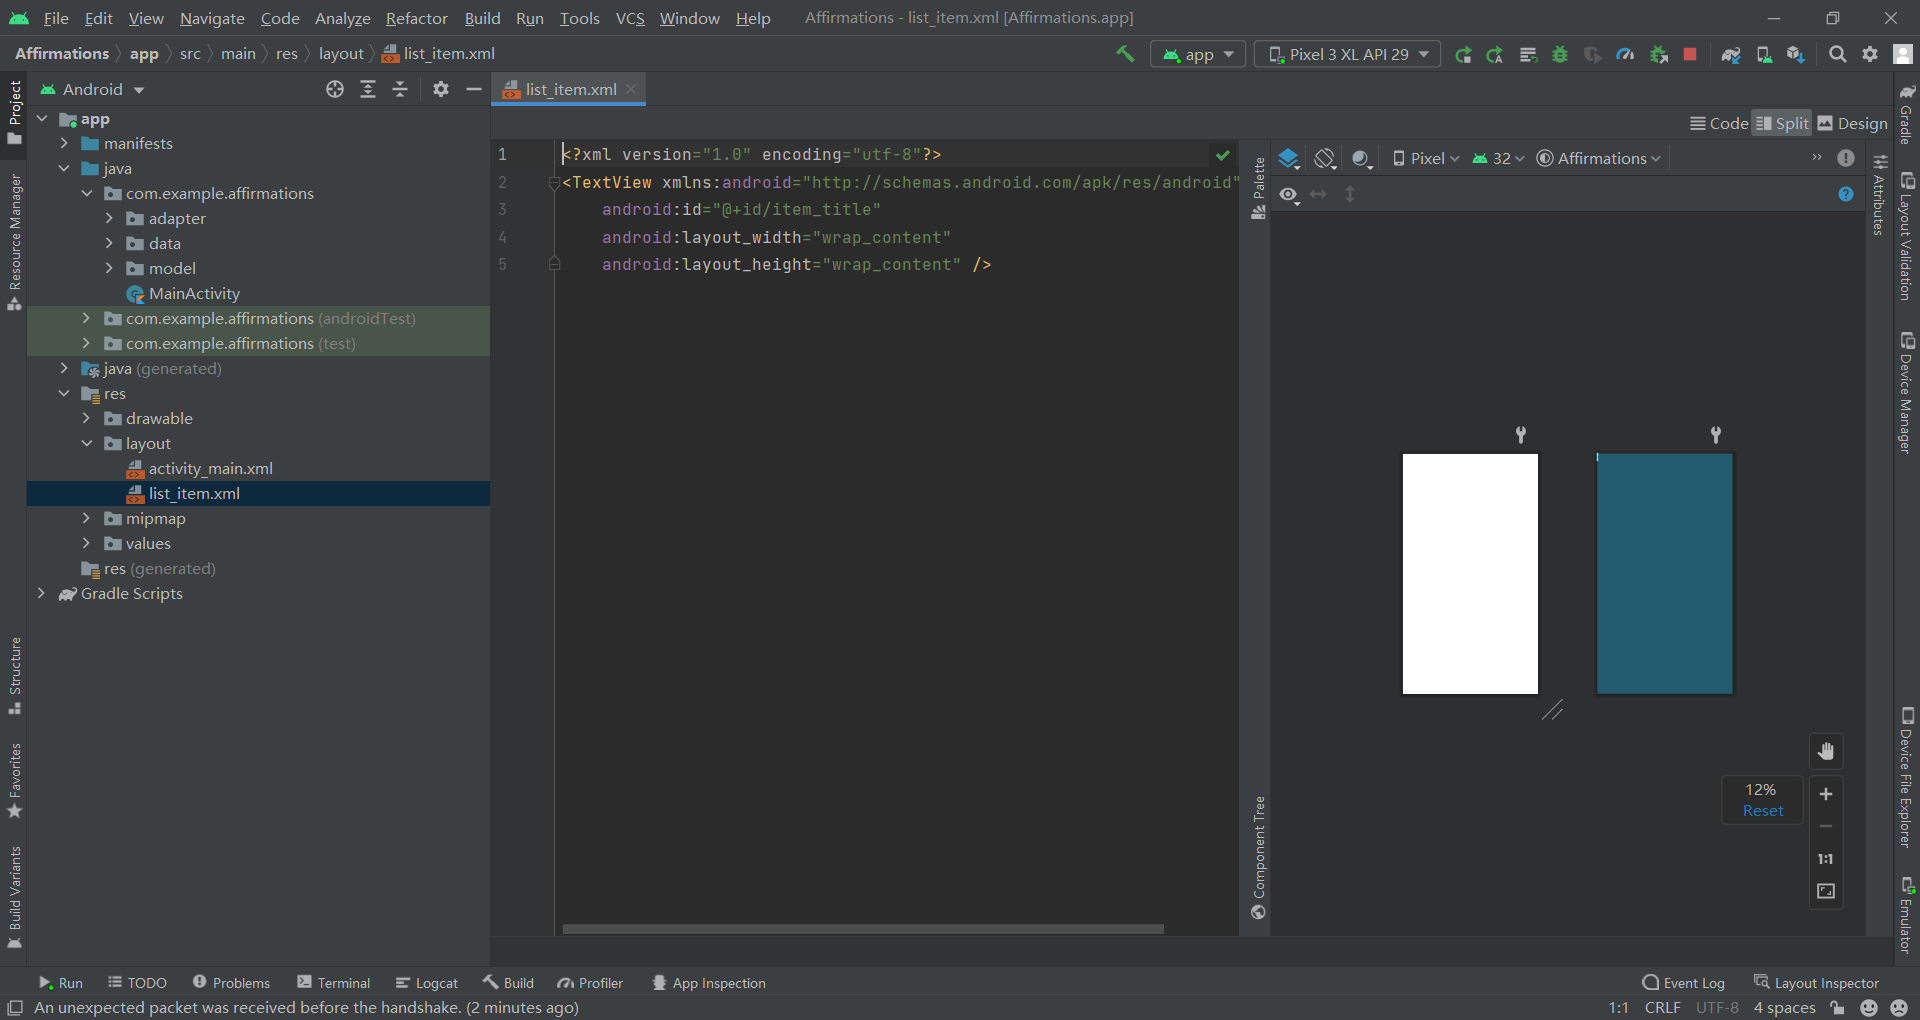 File Edit View Navigate Code Analyze Refactor Build Run Tools VCS Window Help Affirmations - list_item.xml [Affirmations.app]
Affirmations app src main res layout list_item.xml app Pixel 3 XL API 29
Android
list_item.xml
Code Split Design
Project
Resource Manager
Structure
Favorites
Build Variants
app
manifests
java
com.example.affirmations
adapter
data
model
MainActivity
com.example.affirmations (androidTest)
com.example.affirmations (test)
java (generated)
res
drawable
layout
activity_main.xml
list_item.xml
mipmap
values
res (generated)
Gradle Scripts
1 <?xml version="1.0" encoding="utf-8"?>
2 <TextView xmlns:android="http://schemas.android.com/apk/res/android"
3 android:id="@+id/item_title"
4 android:layout_width="wrap_content"
5 android:layout_height="wrap_content" />
Palette
Component Tree
Pixel 32 Affirmations
12%
Reset
1:1
Attributes
Gradle
Layout Validation
Device Manager
Device File Explorer
Emulator
Run TODO Problems Terminal Logcat Build Profiler App Inspection Event Log Layout Inspector
An unexpected packet was received before the handshake. (2 minutes ago) 1:1 CRLF UTF-8 4 spaces